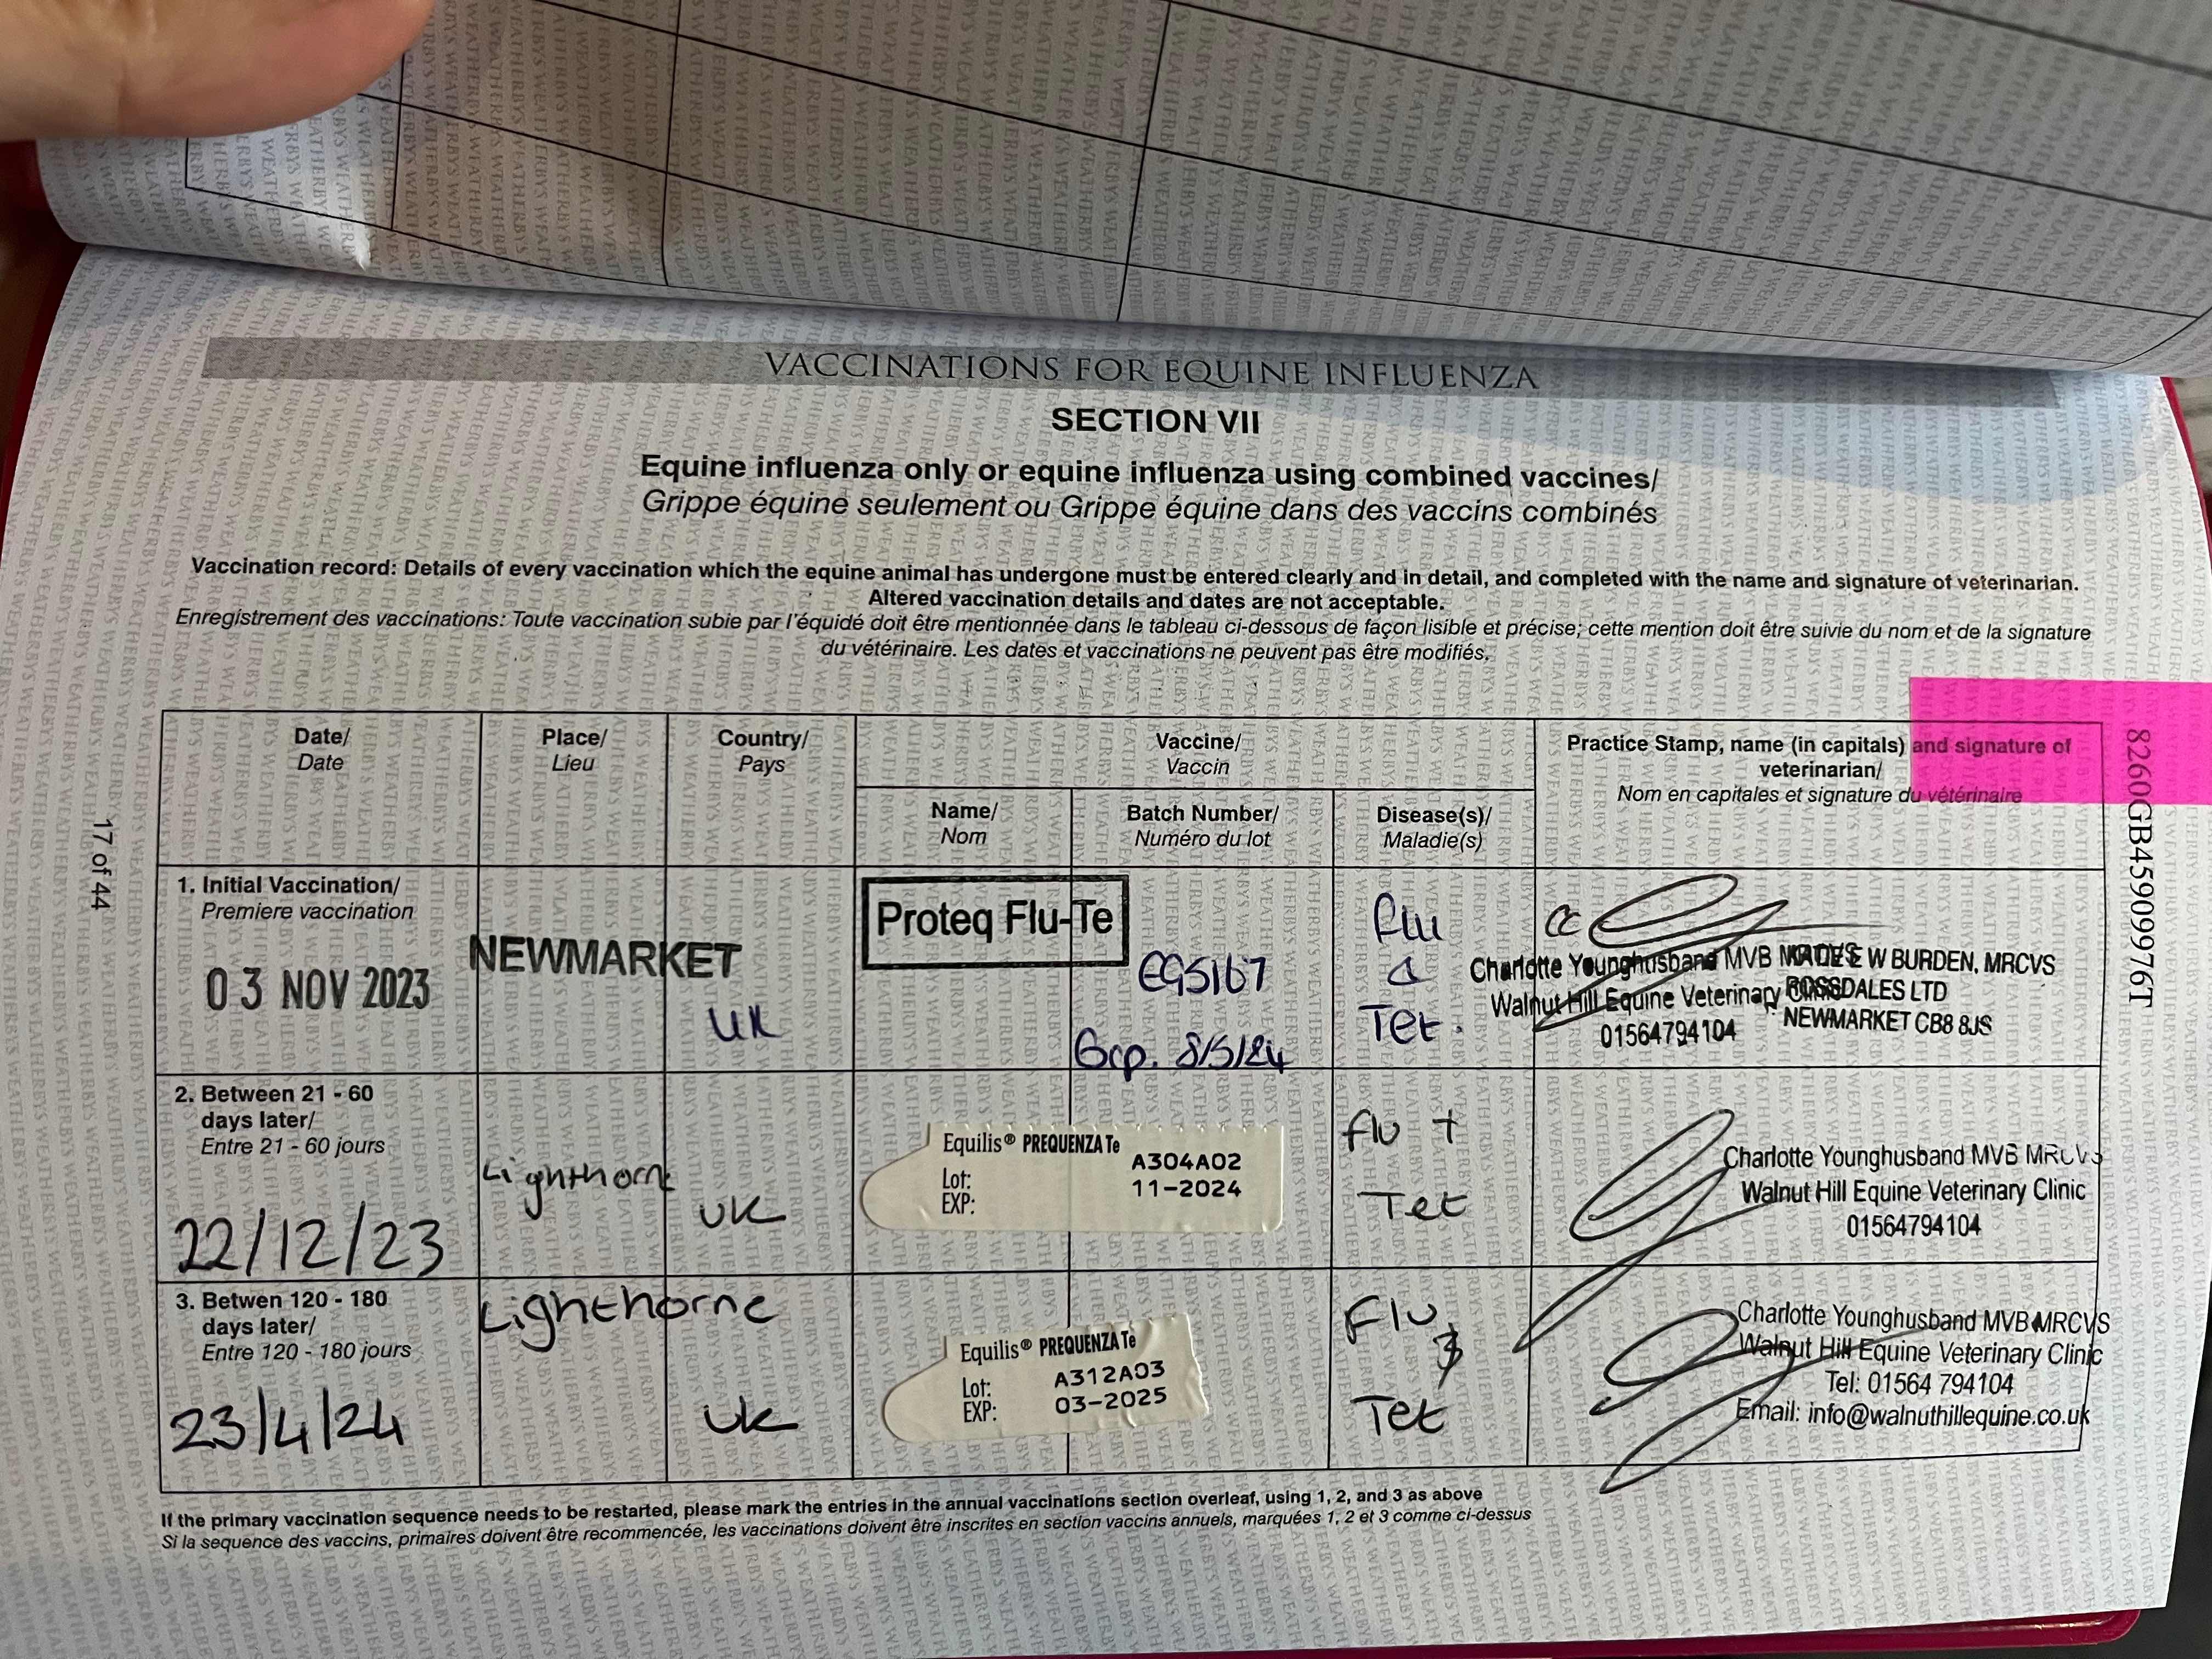 VACCINATIONS FOR EQUINE INFLUENZA
SECTION VII
Equine influenza only or equine influenza using combined vaccines/
Grippe équine seulement ou Grippe équine dans des vaccins combinés
Vaccination record: Details of every vaccination which the equine animal has undergone must be entered clearly and in detail, and completed with the name and signature of veterinarian.
Altered vaccination details and dates are not acceptable.
Enregistrement des vaccinations: Toute vaccination subie par l'équidé doit être mentionnée dans le tableau ci-dessous de façon lisible et précise; cette mention doit être suivie du nom et de la signature
du vétérinaire. Les dates et vaccinations ne peuvent pas être modifiés.
Date/
Date
Place/
Lieu
Country/
Pays
Vaccine/
Vaccin
Name/
Nom
Batch Number/
Numéro du lot
Disease(s)/
Maladie(s)
Practice Stamp, name (in capitals) and signature of
veterinarian/
Nom en capitales et signature du vétérinaire
1. Initial Vaccination/
Premiere vaccination
03 NOV 2023
NEWMARKET
UK
Proteq Flu-Te
EG5167
8/5/24
Flu
&
Tet.
Charlotte Younghusband MVB
W BURDEN, MRCVS
Walnut Hill Equine Veterinary
ROSSDALES LTD
01564794104
NEWMARKET CB8 8JS
2. Between 21 - 60
days later/
Entre 21 - 60 jours
22/12/23
Lighthorne
UK
Equilis® PREQUENZA Te
Lot: A304A02
EXP: 11-2024
flu +
Tet
Charlotte Younghusband MVB MRCVS
Walnut Hill Equine Veterinary Clinic
01564794104
3. Betwen 120 - 180
days later/
Entre 120 - 180 jours
23/4/24
Lighthorne
UK
Equilis® PREQUENZA Te
Lot: A312A03
EXP: 03-2025
Flu
&
Tet
Charlotte Younghusband MVB MRCVS
Walnut Hill Equine Veterinary Clinic
Tel: 01564 794104
Email: info@walnuthillequine.co.uk
If the primary vaccination sequence needs to be restarted, please mark the entries in the annual vaccinations section overleaf, using 1, 2, and 3 as above
Si la sequence des vaccins, primaires doivent être recommencée, les vaccinations doivent être inscrites en section vaccins annuels, marquées 1, 2 et 3 comme ci-dessus
17 of 44
8260GB45909976T